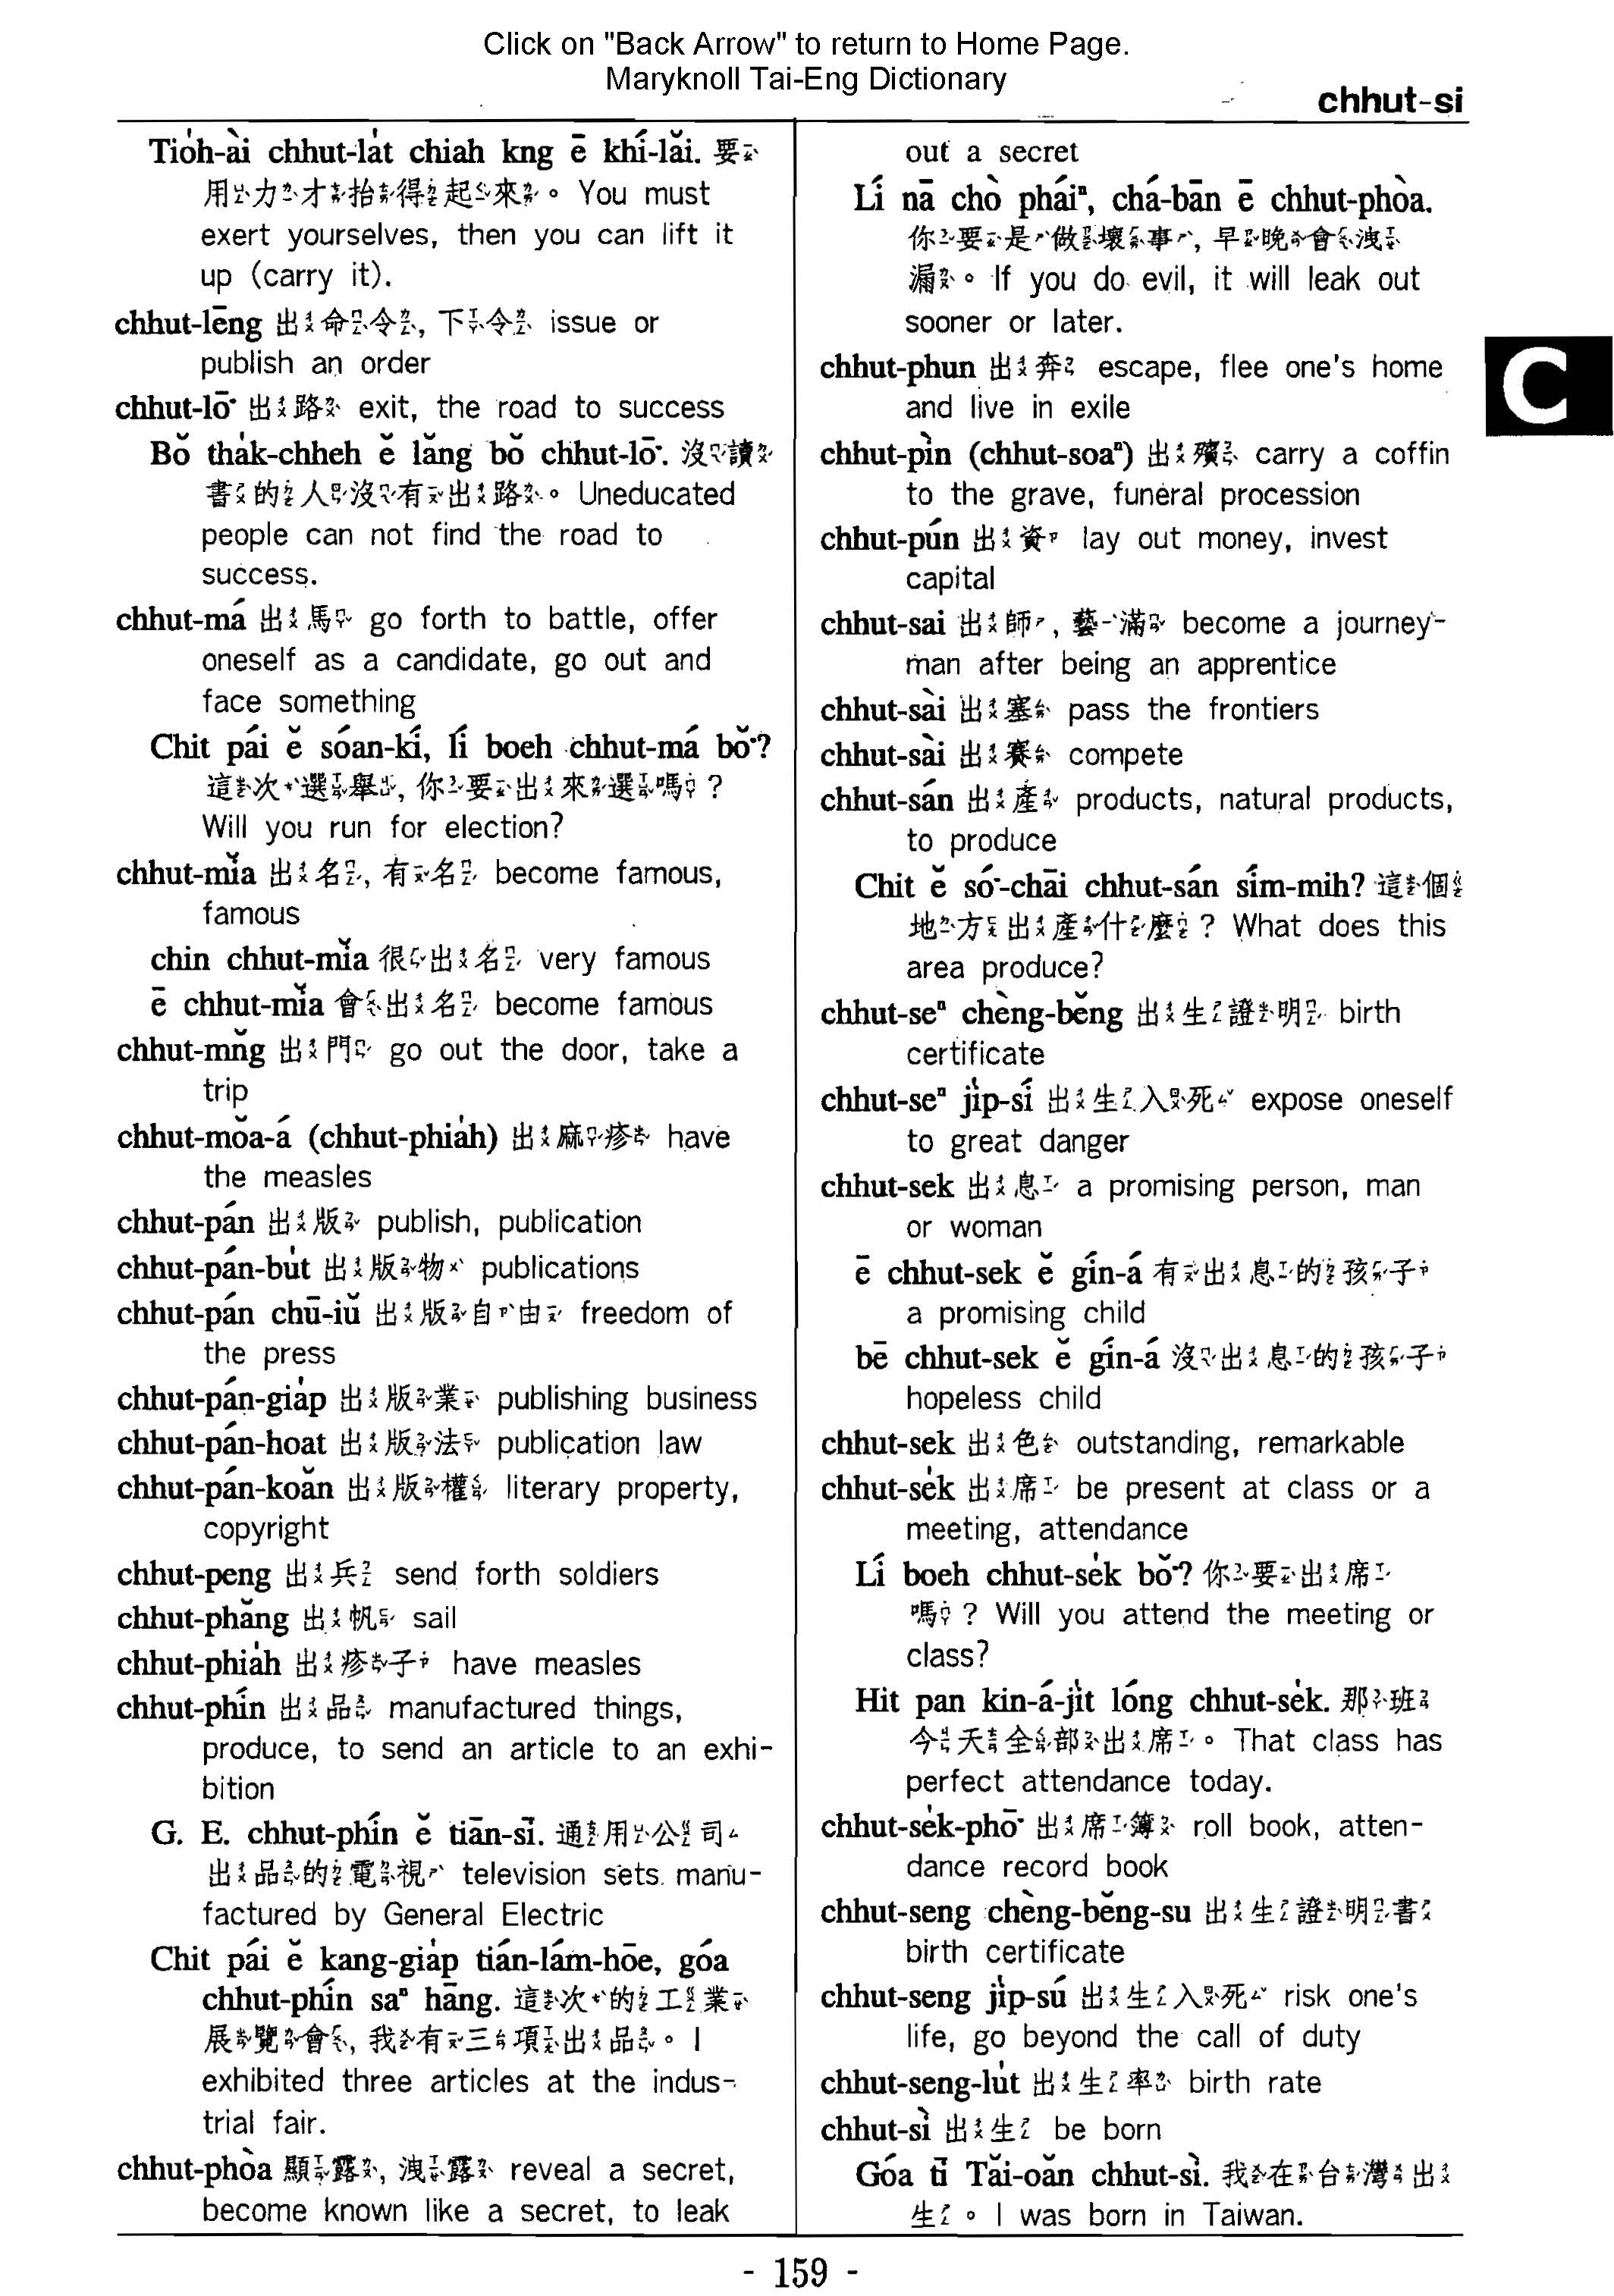 Click on "Back Arrow" to return to Home Page.
Maryknoll Tai-Eng Dictionary
chhut-si
Tio̍h-ài chhut-la̍t chiah kng ē khí-lăi. 要
用力才抬得起來。 You must
exert yourselves, then you can lift it
up (carry it).
chhut-lēng 出命令, 下令 issue or
publish an order
chhut-lō͘ 出路 exit, the road to success
Bŏ tha̍k-chheh ĕ lăng bŏ chhut-lō͘. 沒讀
書的人沒有出路。 Uneducated
people can not find the road to
success.
chhut-má 出馬 go forth to battle, offer
oneself as a candidate, go out and
face something
Chit pái ĕ sóan-kí, lí boeh chhut-má bŏ͘?
這次選舉, 你要出來選嗎?
Will you run for election?
chhut-mĭa 出名, 有名 become famous,
famous
chin chhut-mĭa 很出名 very famous
ē chhut-mĭa 會出名 become famous
chhut-mn̆g 出門 go out the door, take a
trip
chhut-mŏa-á (chhut-phia̍h) 出麻疹 have
the measles
chhut-pán 出版 publish, publication
chhut-pán-bu̍t 出版物 publications
chhut-pán chū-iŭ 出版自由 freedom of
the press
chhut-pán-gia̍p 出版業 publishing business
chhut-pán-hoat 出版法 publication law
chhut-pán-koăn 出版權 literary property,
copyright
chhut-peng 出兵 send forth soldiers
chhut-phăng 出帆 sail
chhut-phia̍h 出疹子 have measles
chhut-phín 出品 manufactured things,
produce, to send an article to an exhi-
bition
G. E. chhut-phín ĕ tiān-sī. 通用公司
出品的電視 television sets manu-
factured by General Electric
Chit pái ĕ kang-gia̍p tián-lám-hōe, góa
chhut-phín saⁿ hāng. 這次的工業
展覽會, 我有三項出品。 I
exhibited three articles at the indus-
trial fair.
chhut-phòa 顯露, 洩露 reveal a secret,
become known like a secret, to leak
out a secret
Lí nā chò pháiⁿ, chá-bān ē chhut-phòa.
你要是做壞事, 早晚會洩
漏。 If you do evil, it will leak out
sooner or later.
chhut-phun 出奔 escape, flee one's home
and live in exile
chhut-pìn (chhut-soaⁿ) 出殯 carry a coffin
to the grave, funeral procession
chhut-pún 出資 lay out money, invest
capital
chhut-sai 出師, 藝滿 become a journey-
man after being an apprentice
chhut-sài 出塞 pass the frontiers
chhut-sài 出賽 compete
chhut-sán 出產 products, natural products,
to produce
Chit ĕ só͘-chāi chhut-sán sím-mih? 這個
地方出產什麼? What does this
area produce?
chhut-seⁿ chèng-bĕng 出生證明 birth
certificate
chhut-seⁿ ji̍p-sí 出生入死 expose oneself
to great danger
chhut-sek 出息 a promising person, man
or woman
ē chhut-sek ĕ gín-á 有出息的孩子
a promising child
bē chhut-sek ĕ gín-á 沒出息的孩子
hopeless child
chhut-sek 出色 outstanding, remarkable
chhut-se̍k 出席 be present at class or a
meeting, attendance
Lí boeh chhut-se̍k bŏ͘? 你要出席
嗎? Will you attend the meeting or
class?
Hit pan kin-á-ji̍t lóng chhut-se̍k. 那班
今天全部出席。 That class has
perfect attendance today.
chhut-se̍k-phō͘ 出席簿 roll book, atten-
dance record book
chhut-seng chèng-bĕng-su 出生證明書
birth certificate
chhut-seng ji̍p-sú 出生入死 risk one's
life, go beyond the call of duty
chhut-seng-lu̍t 出生率 birth rate
chhut-sì 出生 be born
Góa tī Tăi-oăn chhut-sì. 我在台灣出
生。 I was born in Taiwan.
C
- 159 -